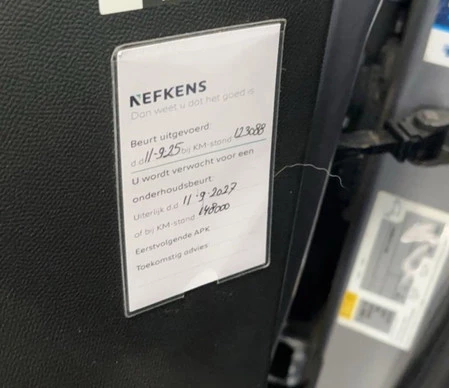 NEFKENS
Dan weet u dat het goed is
Beurt uitgevoerd:
d.d 11-9-25 bij KM-stand 123088
U wordt verwacht voor een
onderhoudsbeurt:
Uiterlijk d.d. 11-9-2027
of bij KM-stand 148000
Eerstvolgende APK
Toekomstig advies